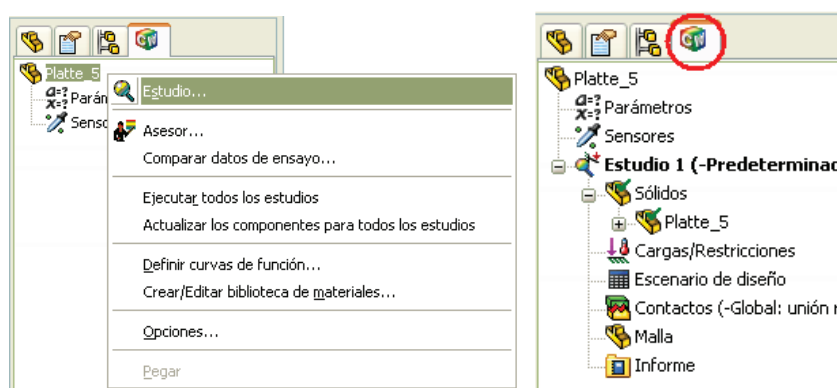 Platte_5
Parám
Senso
Estudio...
Asesor...
Comparar datos de ensayo...
Ejecutar todos los estudios
Actualizar los componentes para todos los estudios
Definir curvas de función...
Crear/Editar biblioteca de materiales...
Opciones...
Pegar
Platte_5
Parámetros
Sensores
Estudio 1 (-Predeterminad
Sólidos
Platte_5
Cargas/Restricciones
Escenario de diseño
Contactos (-Global: unión r
Malla
Informe